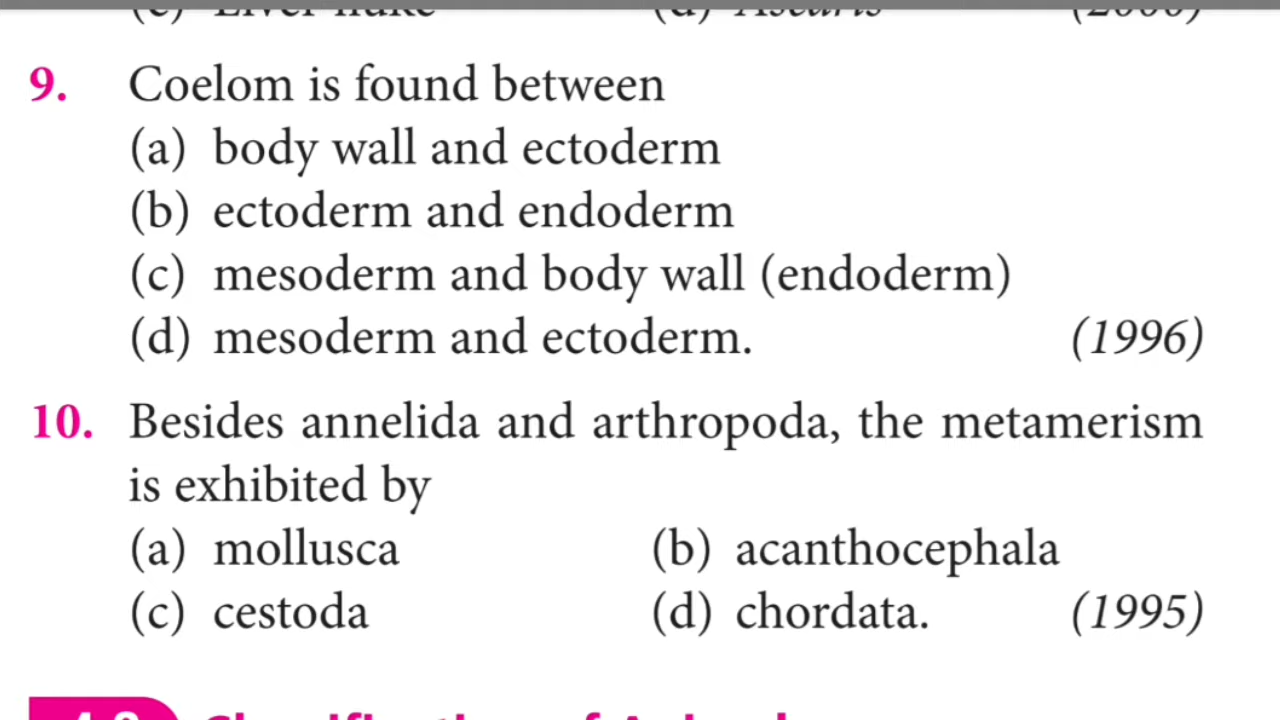 9. Coelom is found between
(a) body wall and ectoderm
(b) ectoderm and endoderm
(c) mesoderm and body wall (endoderm)
(d) mesoderm and ectoderm. (1996)
10. Besides annelida and arthropoda, the metamerism
is exhibited by
(a) mollusca (b) acanthocephala
(c) cestoda (d) chordata. (1995)